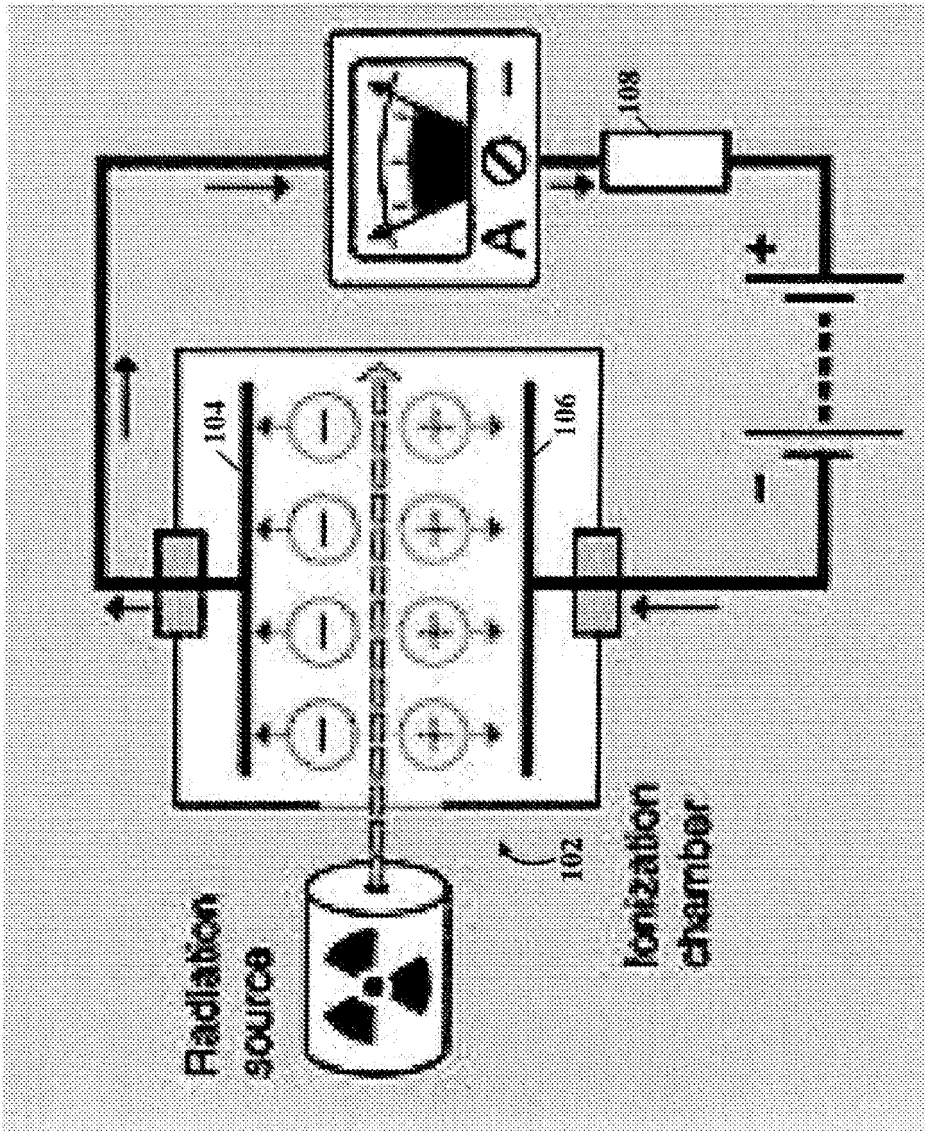 Radiation
source
Ionization
chamber
102
104
106
108
A
−
+
−
− − − −
+ + + +